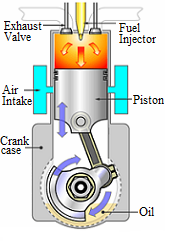 Exhaust
Valve
Fuel
Injector
Air
Intake
Piston
Crank
case
Oil